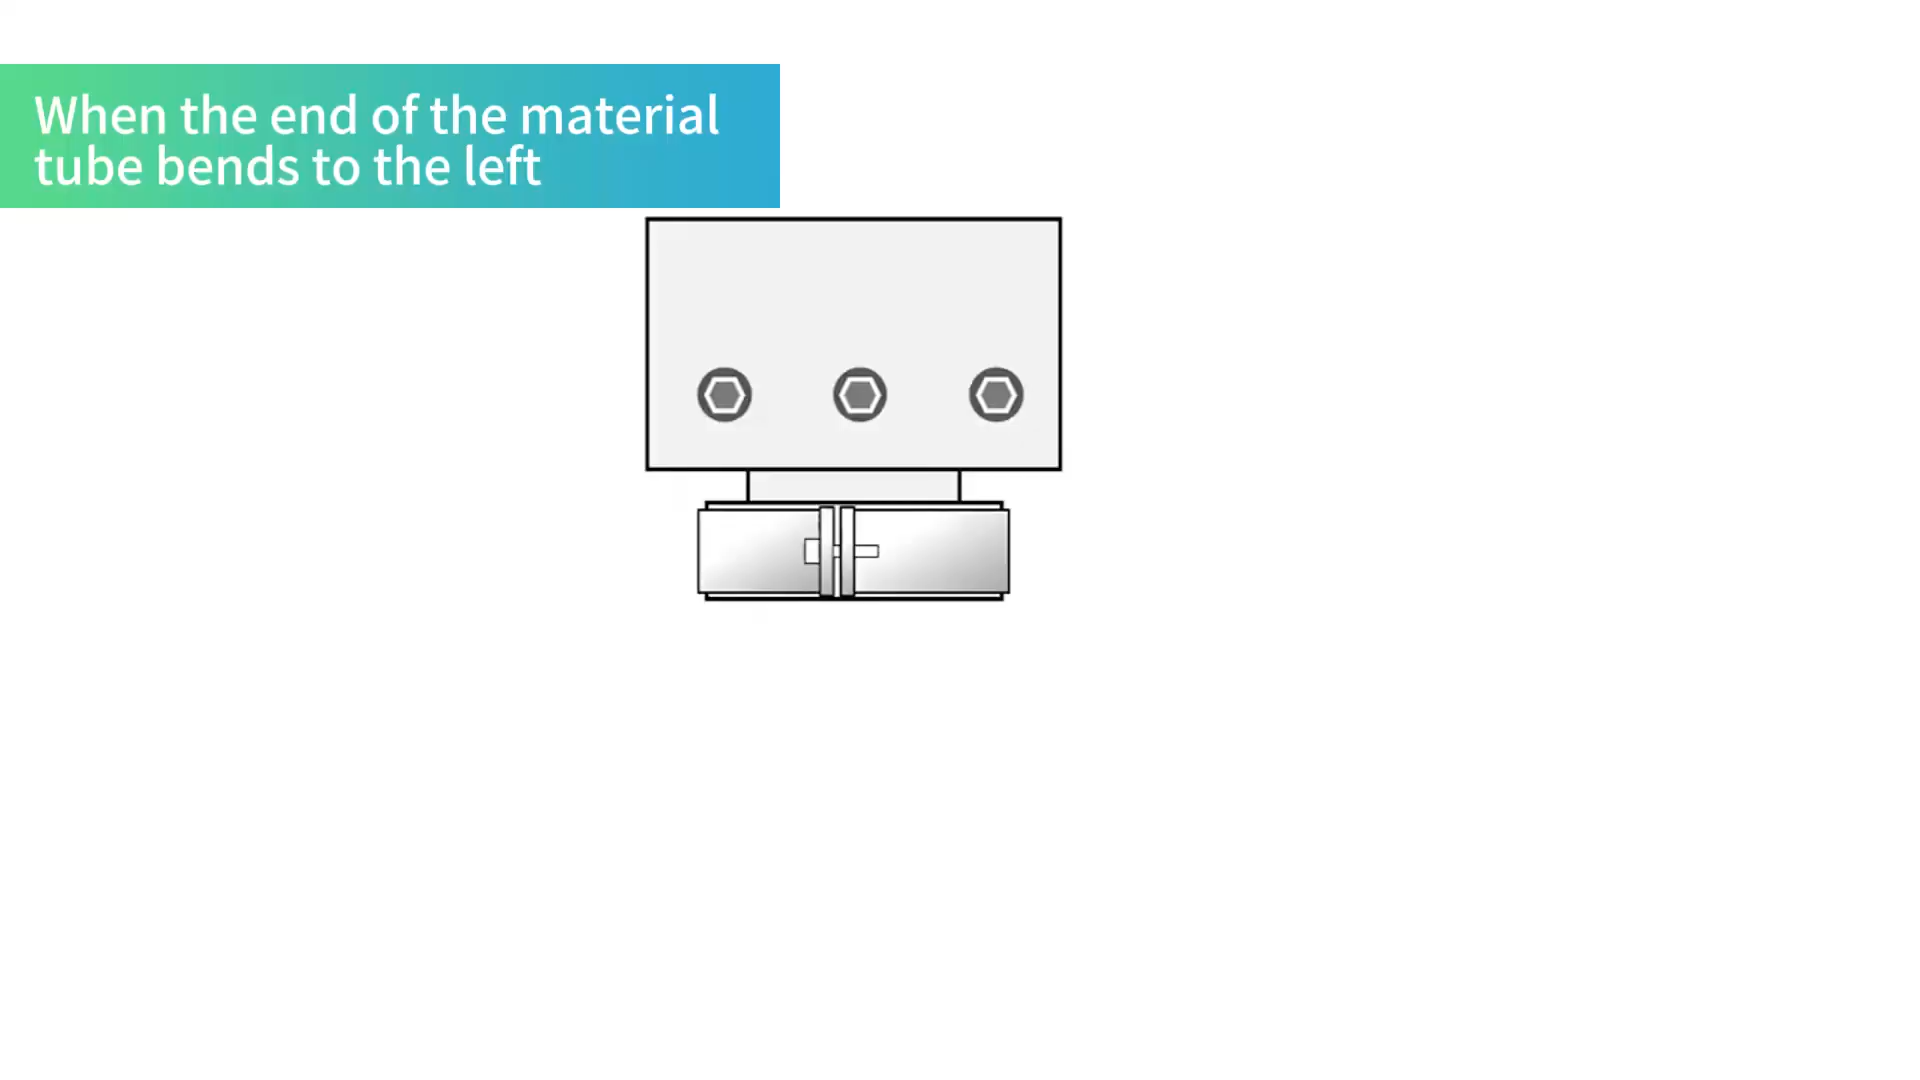 When the end of the material
tube bends to the left